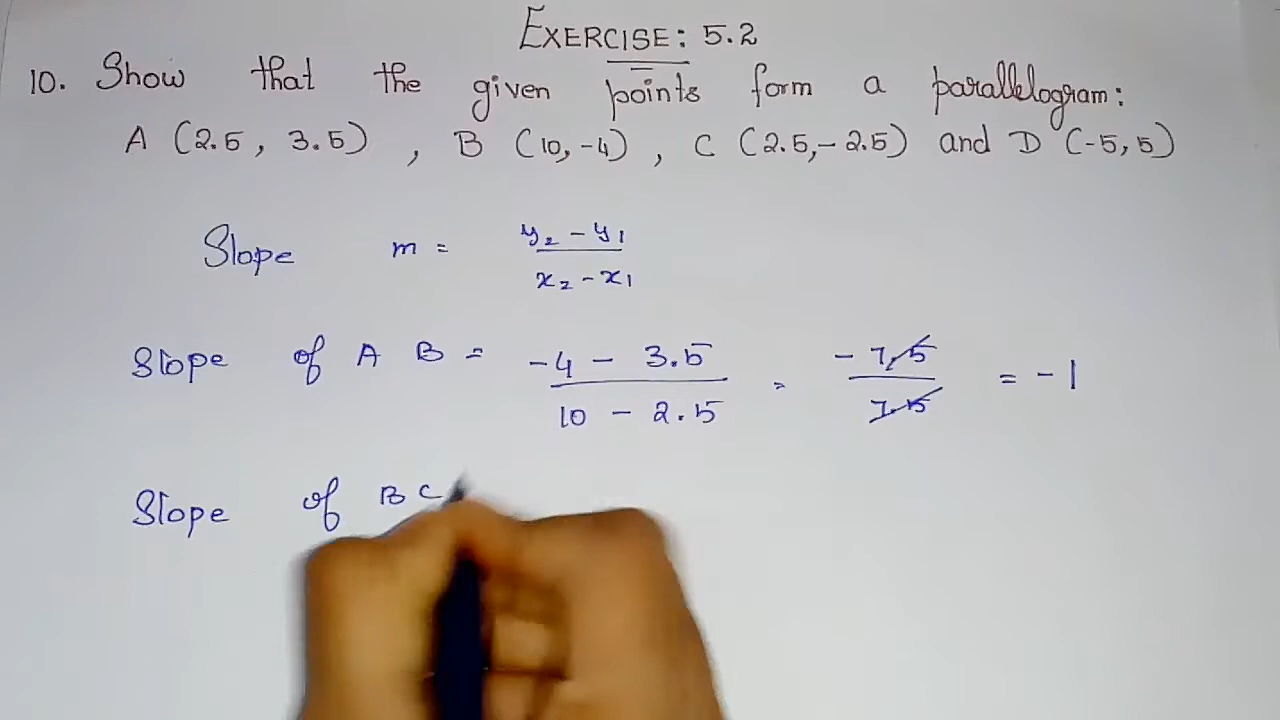 EXERCISE: 5.2
10. Show that the given points form a parallelogram:
A (2.5, 3.5), B (10, -4), C (2.5, -2.5) and D (-5, 5)
Slope m = y₂ - y₁ / x₂ - x₁
Slope of A B = -4 - 3.5 / 10 - 2.5 = -7.5 / 7.5 = -1
Slope of BC